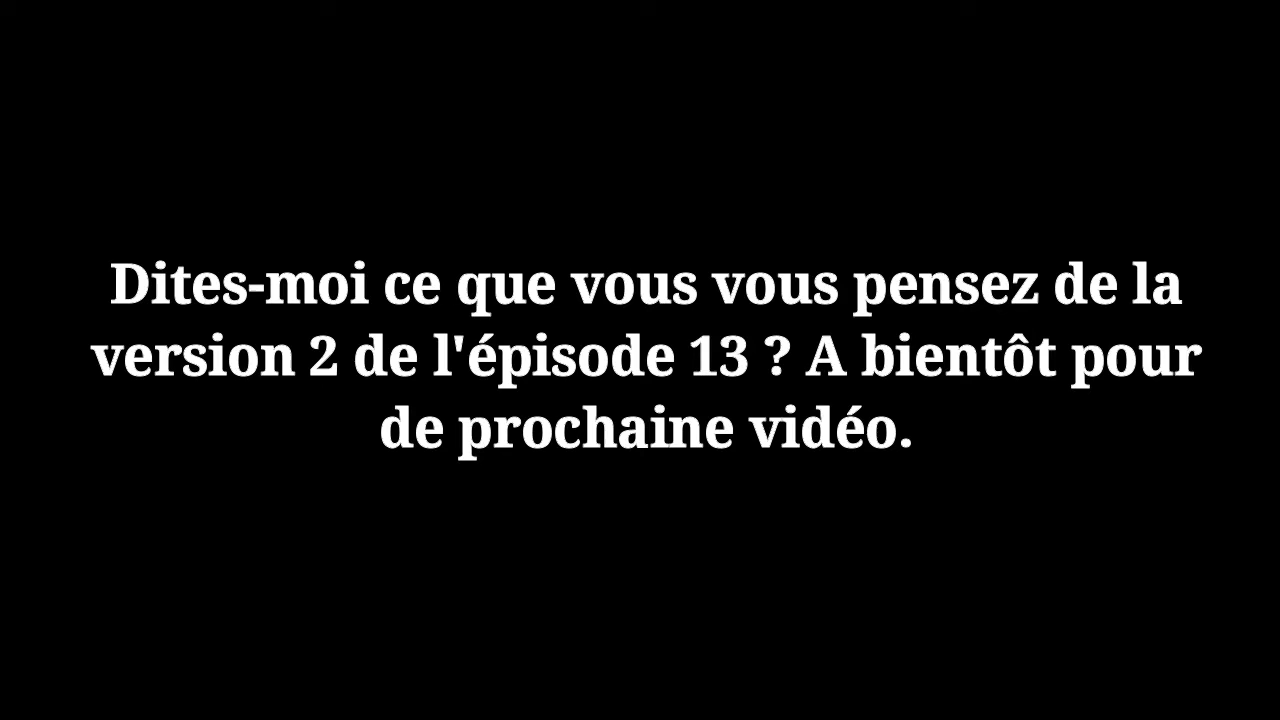 Dites-moi ce que vous vous pensez de la
version 2 de l'épisode 13 ? A bientôt pour
de prochaine vidéo.